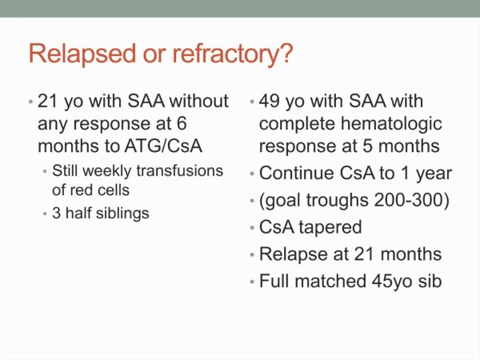 Relapsed or refractory?
• 21 yo with SAA without
any response at 6
months to ATG/CsA
• Still weekly transfusions
of red cells
• 3 half siblings
• 49 yo with SAA with
complete hematologic
response at 5 months
• Continue CsA to 1 year
• (goal troughs 200-300)
• CsA tapered
• Relapse at 21 months
• Full matched 45yo sib